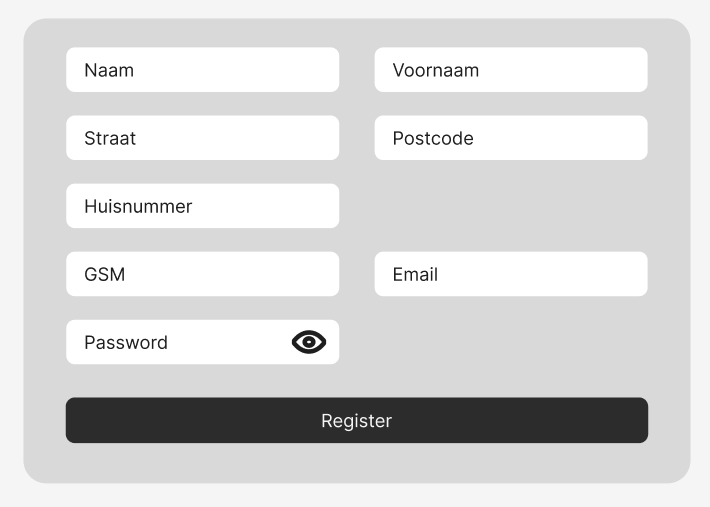 Naam
Voornaam
Straat
Postcode
Huisnummer
GSM
Email
Password
Register